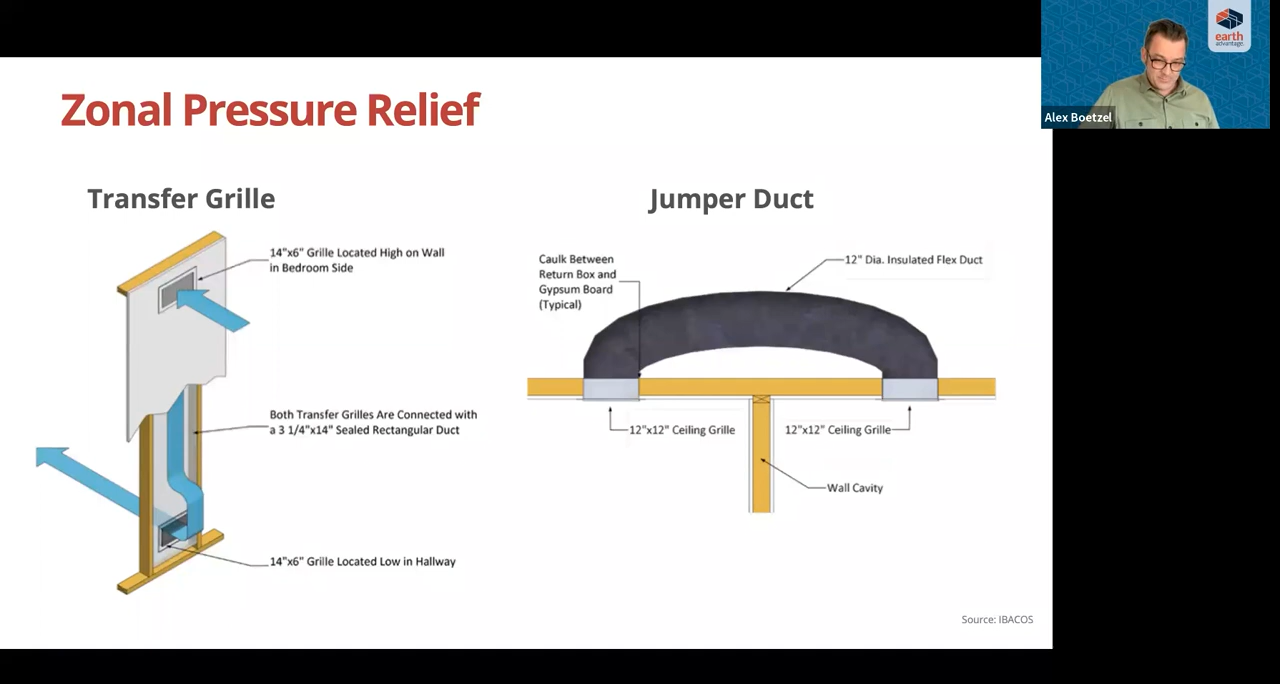 Zonal Pressure Relief
earth
advantage.
Alex Boetzel
Transfer Grille
14"x6" Grille Located High on Wall
in Bedroom Side
Both Transfer Grilles Are Connected with
a 3 1/4"x14" Sealed Rectangular Duct
14"x6" Grille Located Low in Hallway
Jumper Duct
Caulk Between
Return Box and
Gypsum Board
(Typical)
12" Dia. Insulated Flex Duct
12"x12" Ceiling Grille
12"x12" Ceiling Grille
Wall Cavity
Source: IBACOS